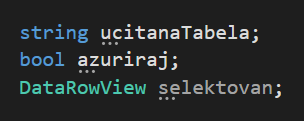 string ucitanaTabela;
bool azuriraj;
DataRowView selektovan;